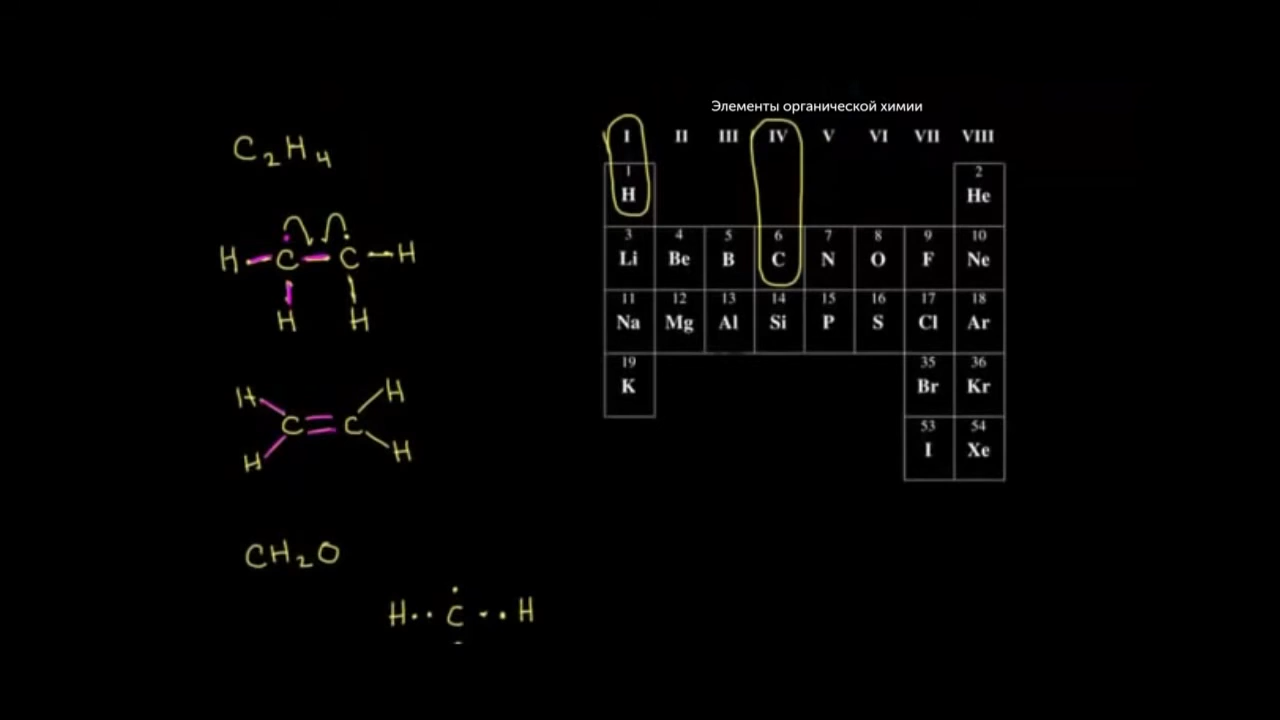 C₂H₄
H C C H
H H
H H
C C
H H
CH₂O
H·· C ··H
Элементы органической химии
I II III IV V VI VII VIII
1 2
H He
3 4 5 6 7 8 9 10
Li Be B C N O F Ne
11 12 13 14 15 16 17 18
Na Mg Al Si P S Cl Ar
19 35 36
K Br Kr
53 54
I Xe